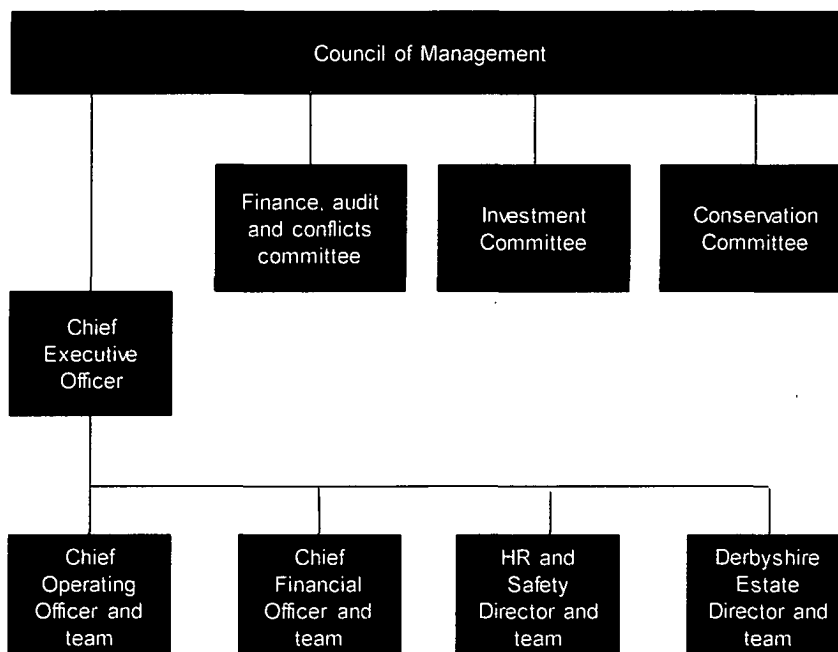 Council of Management
Finance, audit
and conflicts
committee
Investment
Committee
Conservation
Committee
Chief
Executive
Officer
Chief
Operating
Officer and
team
Chief
Financial
Officer and
team
HR and
Safety
Director and
team
Derbyshire
Estate
Director and
team